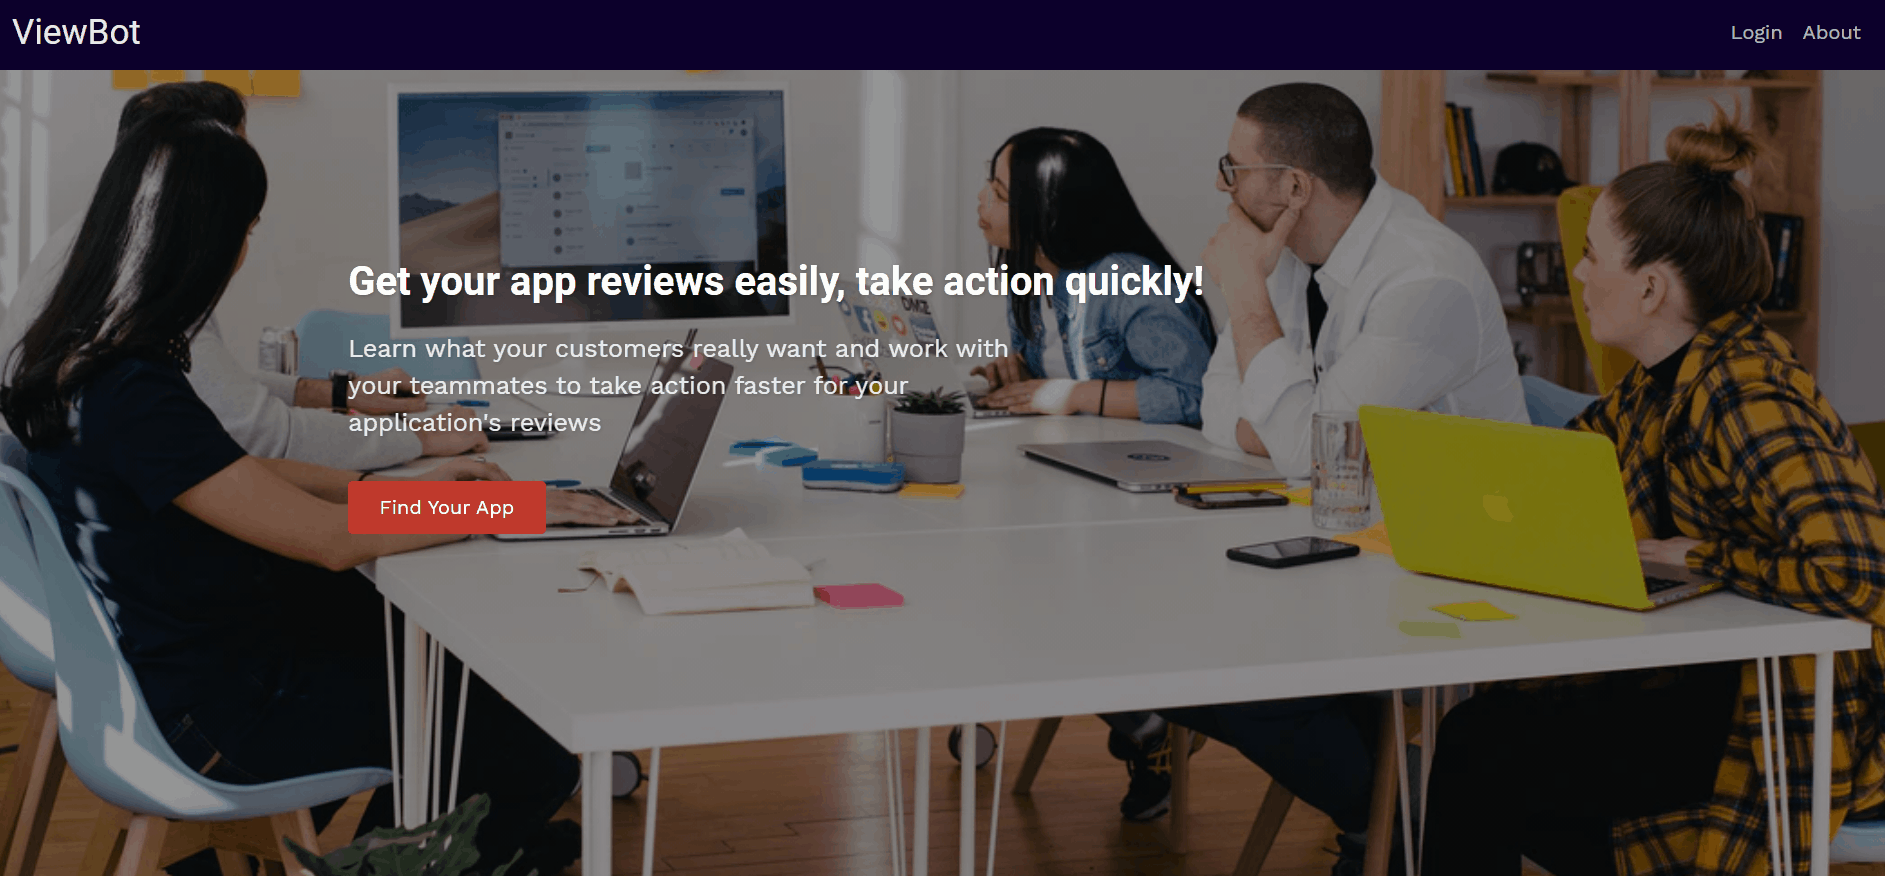 ViewBot
Login About
Get your app reviews easily, take action quickly!
Learn what your customers really want and work with
your teammates to take action faster for your
application's reviews
Find Your App